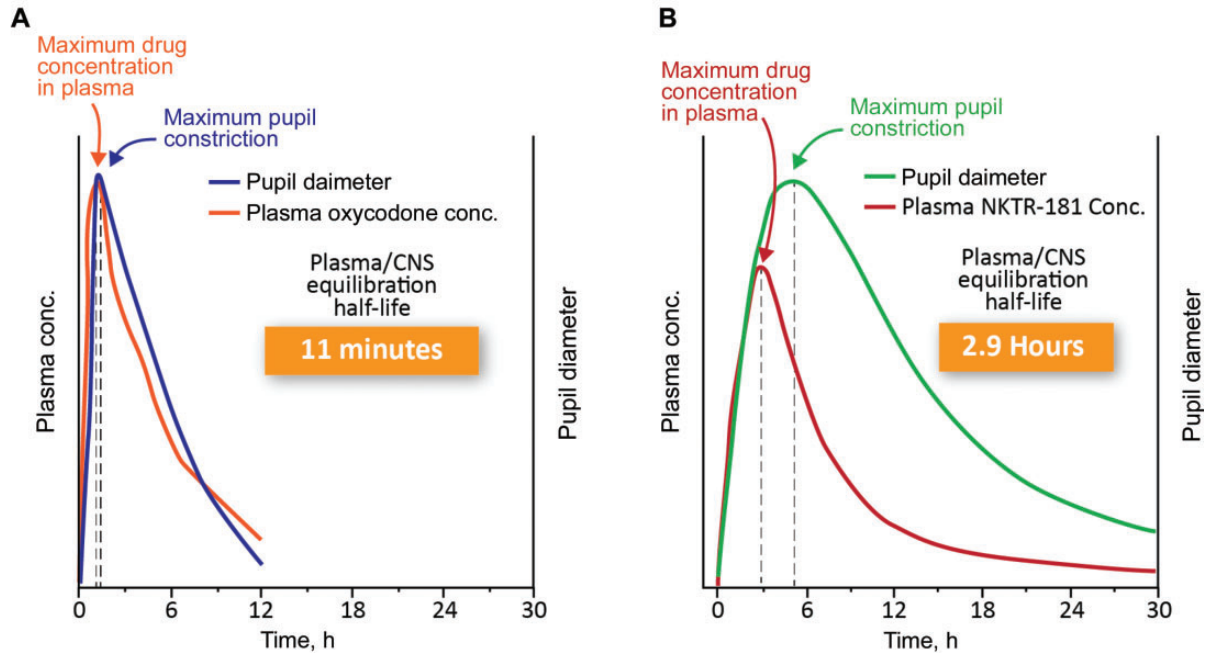 A
Maximum drug
concentration
in plasma
Maximum pupil
constriction
Pupil daimeter
Plasma oxycodone conc.
Plasma/CNS
equilibration
half-life
11 minutes
Plasma conc.
Pupil diameter
0 6 12 18 24 30
Time, h
B
Maximum drug
concentration
in plasma
Maximum pupil
constriction
Pupil daimeter
Plasma NKTR-181 Conc.
Plasma/CNS
equilibration
half-life
2.9 Hours
Plasma conc.
Pupil diameter
0 6 12 18 24 30
Time, h